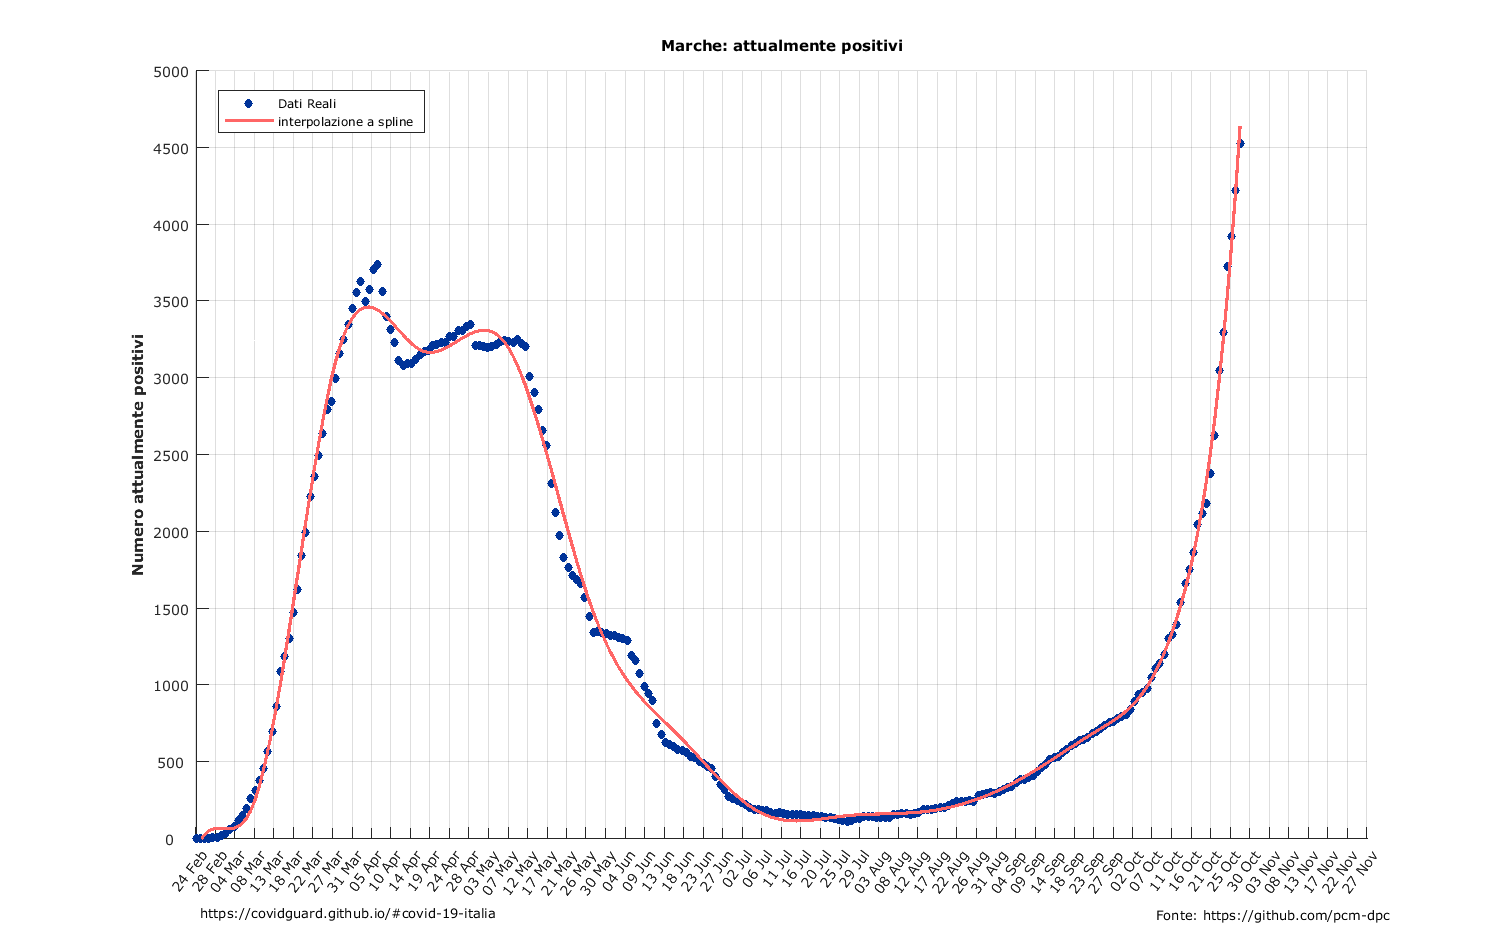 Marche: attualmente positivi
Dati Reali
interpolazione a spline
Numero attualmente positivi
5000
4500
4000
3500
3000
2500
2000
1500
1000
500
0
24 Feb
28 Feb
04 Mar
08 Mar
13 Mar
18 Mar
22 Mar
27 Mar
31 Mar
05 Apr
10 Apr
14 Apr
19 Apr
24 Apr
28 Apr
03 May
07 May
12 May
17 May
21 May
26 May
30 May
04 Jun
09 Jun
13 Jun
18 Jun
23 Jun
27 Jun
02 Jul
06 Jul
11 Jul
16 Jul
20 Jul
25 Jul
29 Jul
03 Aug
08 Aug
12 Aug
17 Aug
22 Aug
26 Aug
31 Aug
04 Sep
09 Sep
14 Sep
18 Sep
23 Sep
27 Sep
02 Oct
07 Oct
11 Oct
16 Oct
21 Oct
25 Oct
30 Oct
03 Nov
08 Nov
13 Nov
17 Nov
22 Nov
27 Nov
https://covidguard.github.io/#covid-19-italia
Fonte: https://github.com/pcm-dpc